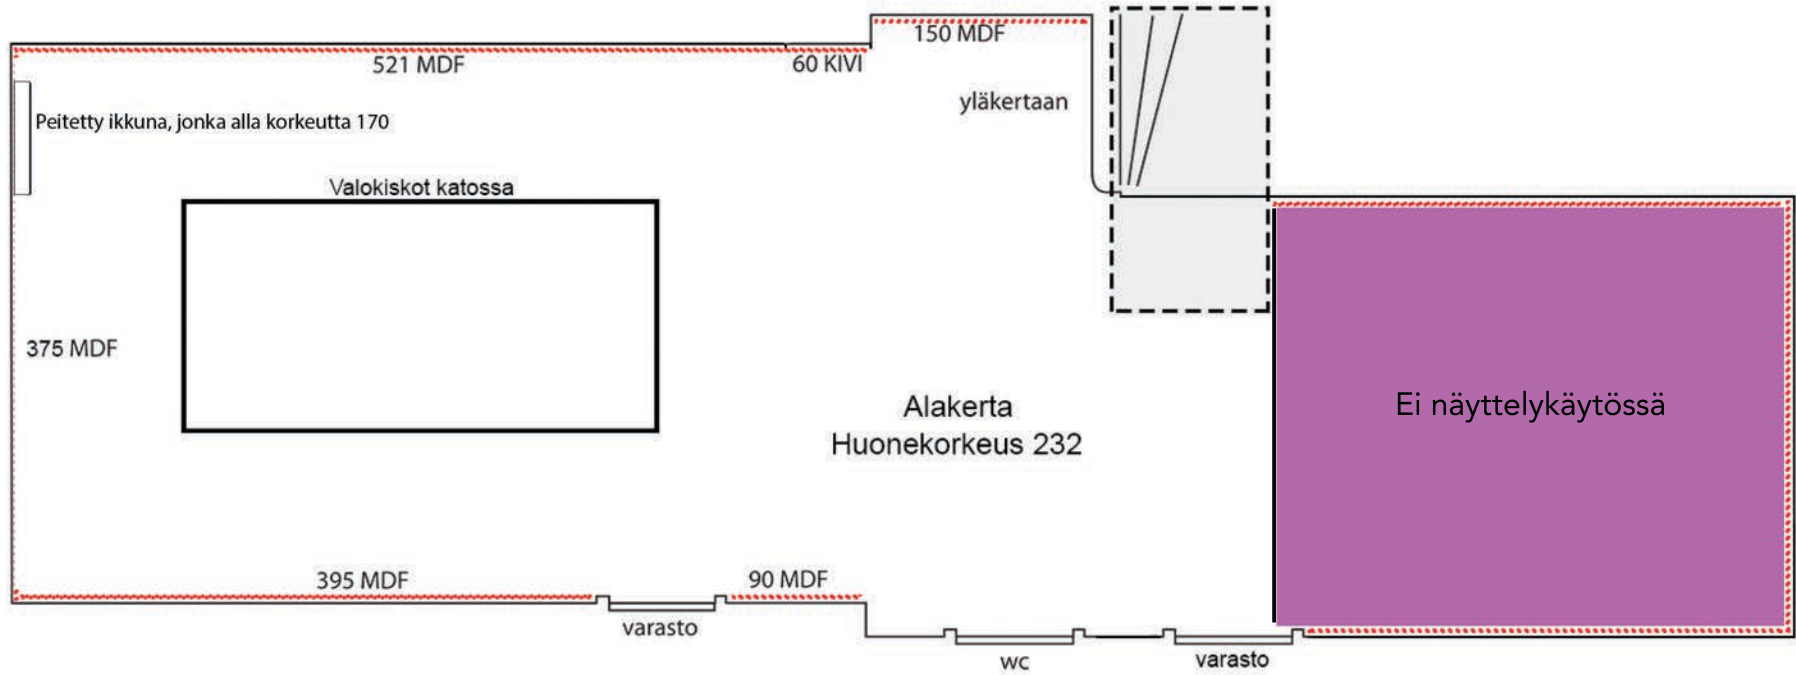 150 MDF
521 MDF
60 KIVI
yläkertaan
Peitetty ikkuna, jonka alla korkeutta 170
Valokiskot katossa
375 MDF
Alakerta
Huonekorkeus 232
Ei näyttelykäytössä
395 MDF
90 MDF
varasto
wc
varasto